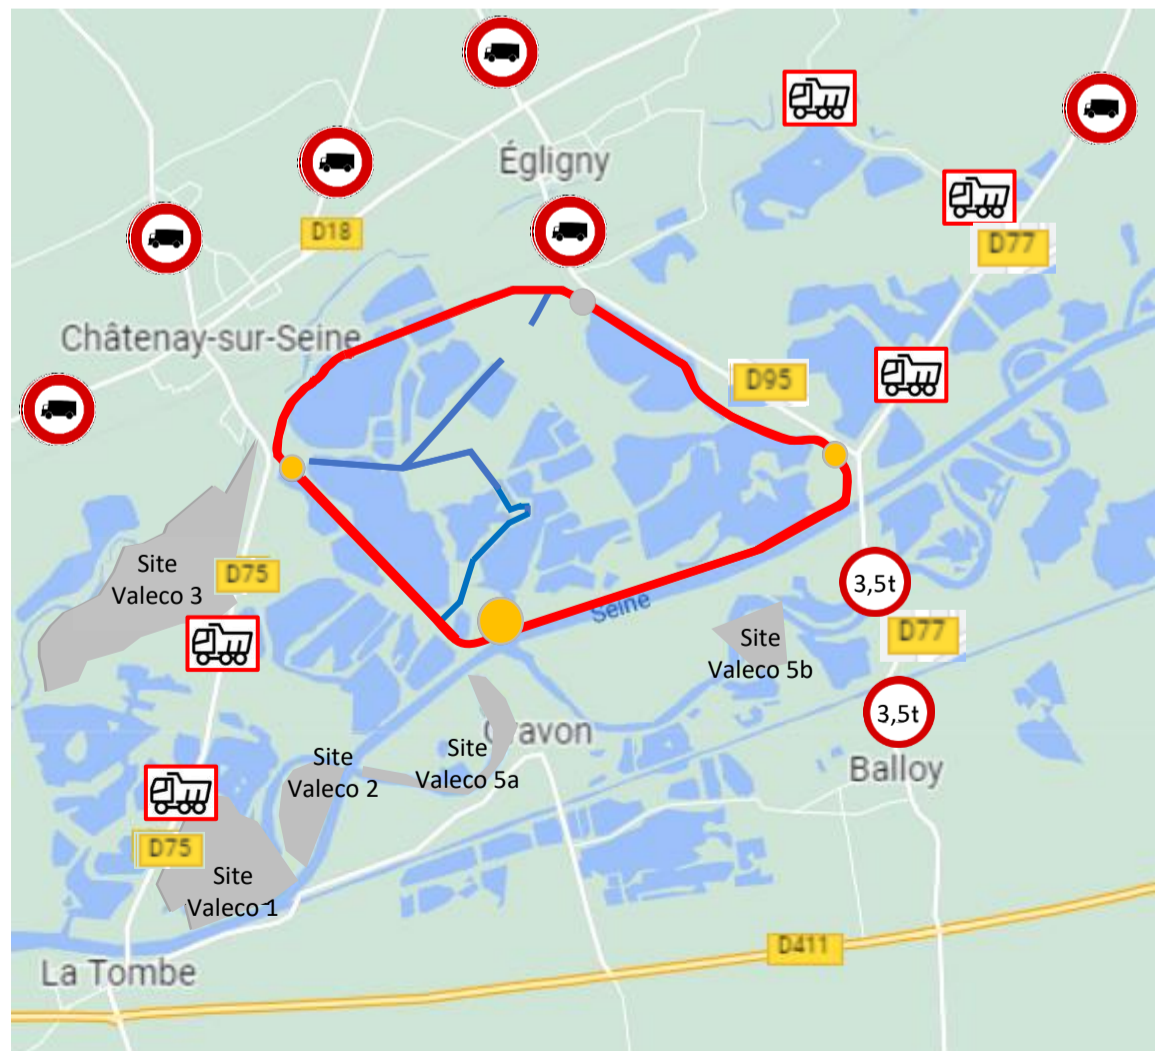 Égligny
D18
D77
Châtenay-sur-Seine
D95
Site
Valeco 3
D75
3,5t
Seine
D77
Site
Valeco 5b
3,5t
Gravon
Site
Valeco 5a
Site
Valeco 2
Balloy
D75
Site
Valeco 1
D411
La Tombe